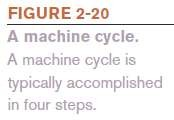 FIGURE 2-20
A machine cycle.
A machine cycle is
typically accomplished
in four steps.